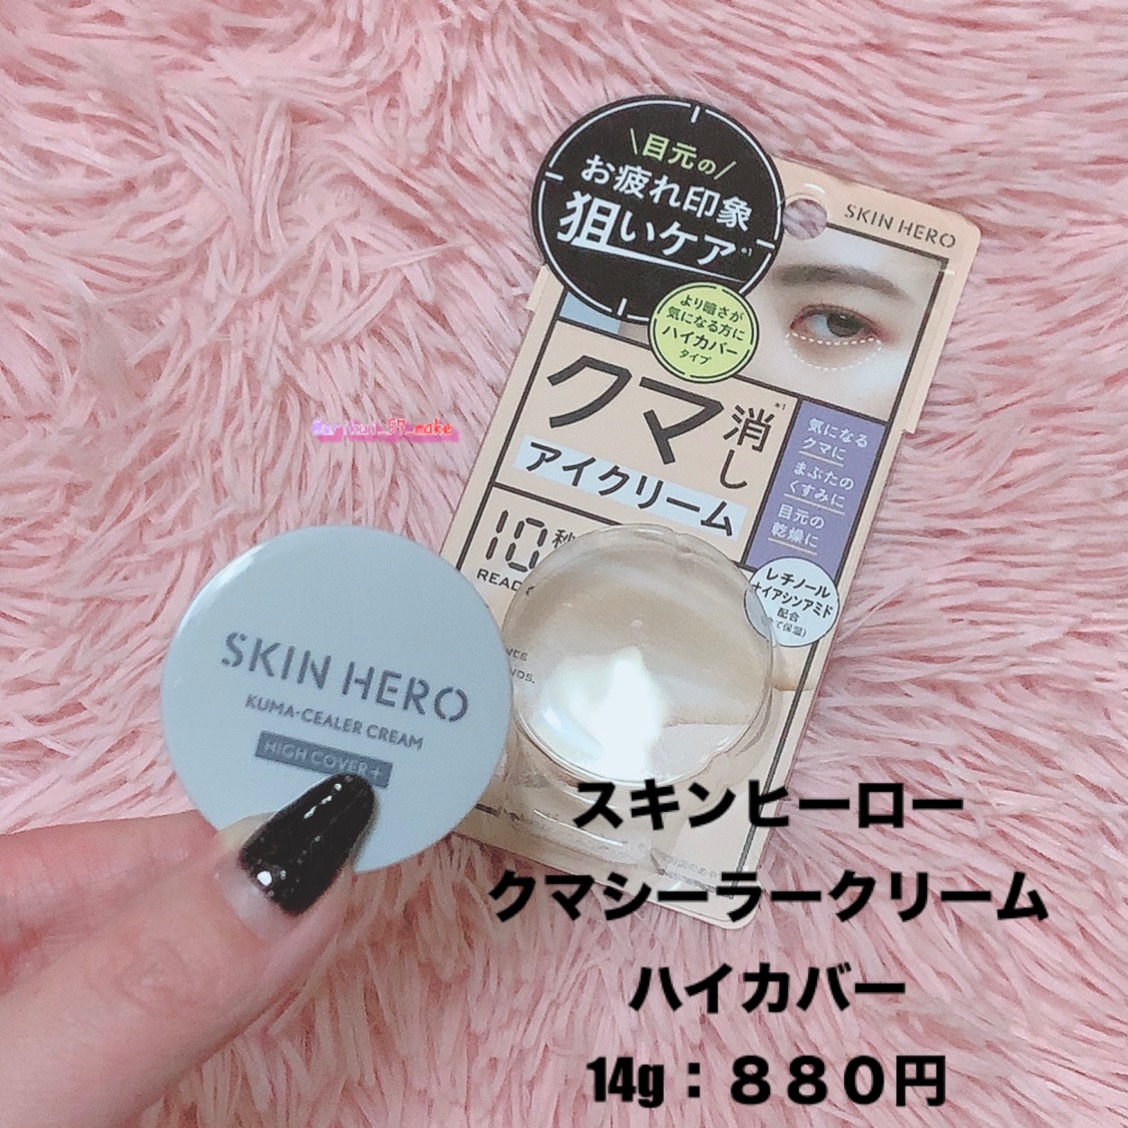 \目元の/
お疲れ印象
狙いケア*1
SKIN HERO
より暗さが
気になる方に
ハイカバー
タイプ
クマ消し*1
アイクリーム
気になる
クマに
まぶたの
くすみに
目元の
乾燥に
10秒
レチノール
ナイアシンアミド
配合
SKIN HERO
KUMA-CEALER CREAM
HIGH COVER+
スキンヒーロー
クマシーラークリーム
ハイカバー
14g：８８０円